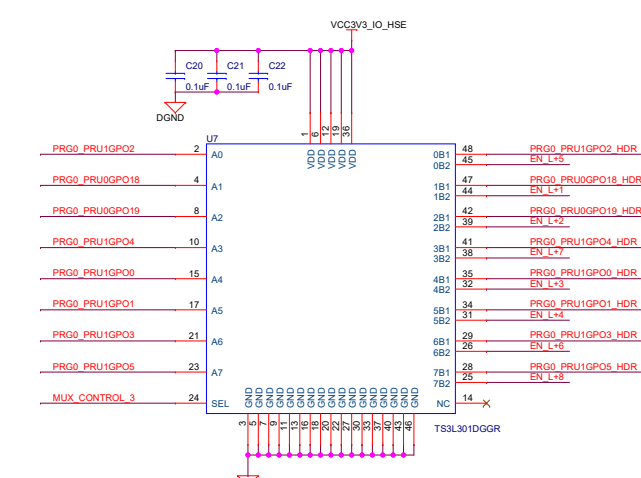 VCC3V3_IO_HSE
C20 C21 C22
0.1uF 0.1uF 0.1uF
DGND
U7
1 6 12 19 36
VDD VDD VDD VDD VDD
PRG0_PRU1GPO2 2 A0 0B1 48 PRG0_PRU1GPO2_HDR
0B2 45 EN_L+5
PRG0_PRU0GPO18 4 A1 1B1 47 PRG0_PRU0GPO18_HDR
1B2 44 EN_L+1
PRG0_PRU0GPO19 8 A2 2B1 42 PRG0_PRU0GPO19_HDR
2B2 39 EN_L+2
PRG0_PRU1GPO4 10 A3 3B1 41 PRG0_PRU1GPO4_HDR
3B2 38 EN_L+7
PRG0_PRU1GPO0 15 A4 4B1 35 PRG0_PRU1GPO0_HDR
4B2 32 EN_L+3
PRG0_PRU1GPO1 17 A5 5B1 34 PRG0_PRU1GPO1_HDR
5B2 31 EN_L+4
PRG0_PRU1GPO3 21 A6 6B1 29 PRG0_PRU1GPO3_HDR
6B2 26 EN_L+6
PRG0_PRU1GPO5 23 A7 7B1 28 PRG0_PRU1GPO5_HDR
7B2 25 EN_L+8
MUX_CONTROL_3 24 SEL NC 14
GND GND GND GND GND GND GND GND GND GND GND GND GND GND GND GND GND
3 5 7 9 11 13 16 18 20 22 27 30 33 37 40 43 46
TS3L301DGGR